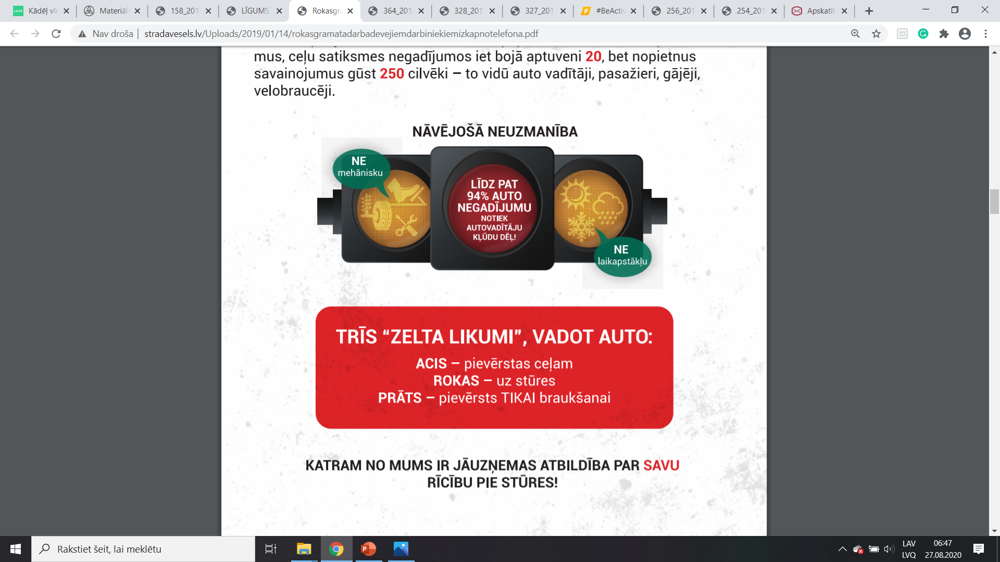 Kādēļ vīr
Materiāl
158_201
LĪGUMS
Rokasgra
364_201
328_201
327_201
#BeActiv
256_201
254_201
Apskatīt
Nav droša
stradavesels.lv/Uploads/2019/01/14/rokasgramatadarbadevejiemdarbiniekiemizkapnotelefona.pdf
mus, ceļu satiksmes negadījumos iet bojā aptuveni 20, bet nopietnus
savainojumus gūst 250 cilvēki – to vidū auto vadītāji, pasažieri, gājēji,
velobraucēji.
NĀVĒJOŠĀ NEUZMANĪBA
NE
mehānisku
LĪDZ PAT
94% AUTO
NEGADĪJUMU
NOTIEK
AUTOVADĪTĀJU
KĻŪDU DĒĻ!
NE
laikapstākļu
TRĪS “ZELTA LIKUMI”, VADOT AUTO:
ACIS – pievērstas ceļam
ROKAS – uz stūres
PRĀTS – pievērsts TIKAI braukšanai
KATRAM NO MUMS IR JĀUZŅEMAS ATBILDĪBA PAR SAVU
RĪCĪBU PIE STŪRES!
Rakstiet šeit, lai meklētu
LAV
LVQ
06:47
27.08.2020